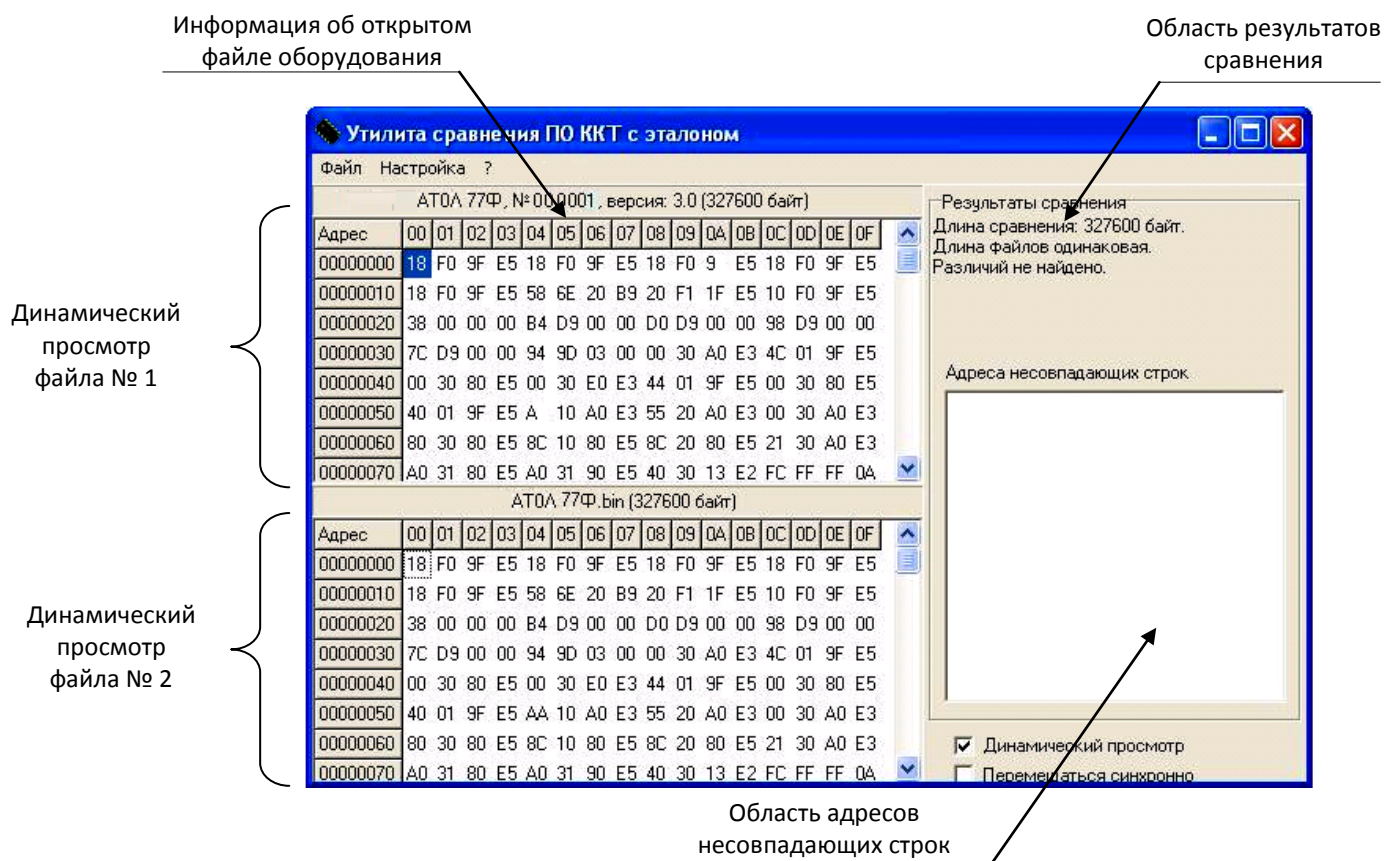 Информация об открытом
файле оборудования
Область результатов
сравнения
Утилита сравнения ПО ККТ с эталоном
Файл Настройка ?
АТОЛ 77Ф, № 00 0001, версия: 3.0 (327600 байт)
Адрес 00 01 02 03 04 05 06 07 08 09 0A 0B 0C 0D 0E 0F
00000000 18 F0 9F E5 18 F0 9F E5 18 F0 9 E5 18 F0 9F E5
00000010 18 F0 9F E5 58 6E 20 B9 20 F1 1F E5 10 F0 9F E5
00000020 38 00 00 00 B4 D9 00 00 D0 D9 00 00 98 D9 00 00
00000030 7C D9 00 00 94 9D 03 00 00 30 A0 E3 4C 01 9F E5
00000040 00 30 80 E5 00 30 E0 E3 44 01 9F E5 00 30 80 E5
00000050 40 01 9F E5 A 10 A0 E3 55 20 A0 E3 00 30 A0 E3
00000060 80 30 80 E5 8C 10 80 E5 8C 20 80 E5 21 30 A0 E3
00000070 A0 31 80 E5 A0 31 90 E5 40 30 13 E2 FC FF FF 0A
Динамический
просмотр
файла № 1
Результаты сравнения
Длина сравнения: 327600 байт.
Длина файлов одинаковая.
Различий не найдено.
Адреса несовпадающих строк
АТОЛ 77Ф.bin (327600 байт)
Адрес 00 01 02 03 04 05 06 07 08 09 0A 0B 0C 0D 0E 0F
00000000 18 F0 9F E5 18 F0 9F E5 18 F0 9F E5 18 F0 9F E5
00000010 18 F0 9F E5 58 6E 20 B9 20 F1 1F E5 10 F0 9F E5
00000020 38 00 00 00 B4 D9 00 00 D0 D9 00 00 98 D9 00 00
00000030 7C D9 00 00 94 9D 03 00 00 30 A0 E3 4C 01 9F E5
00000040 00 30 80 E5 00 30 E0 E3 44 01 9F E5 00 30 80 E5
00000050 40 01 9F E5 AA 10 A0 E3 55 20 A0 E3 00 30 A0 E3
00000060 80 30 80 E5 8C 10 80 E5 8C 20 80 E5 21 30 A0 E3
00000070 A0 31 80 E5 A0 31 90 E5 40 30 13 E2 FC FF FF 0A
Динамический
просмотр
файла № 2
Динамический просмотр
Перемещаться синхронно
Область адресов
несовпадающих строк